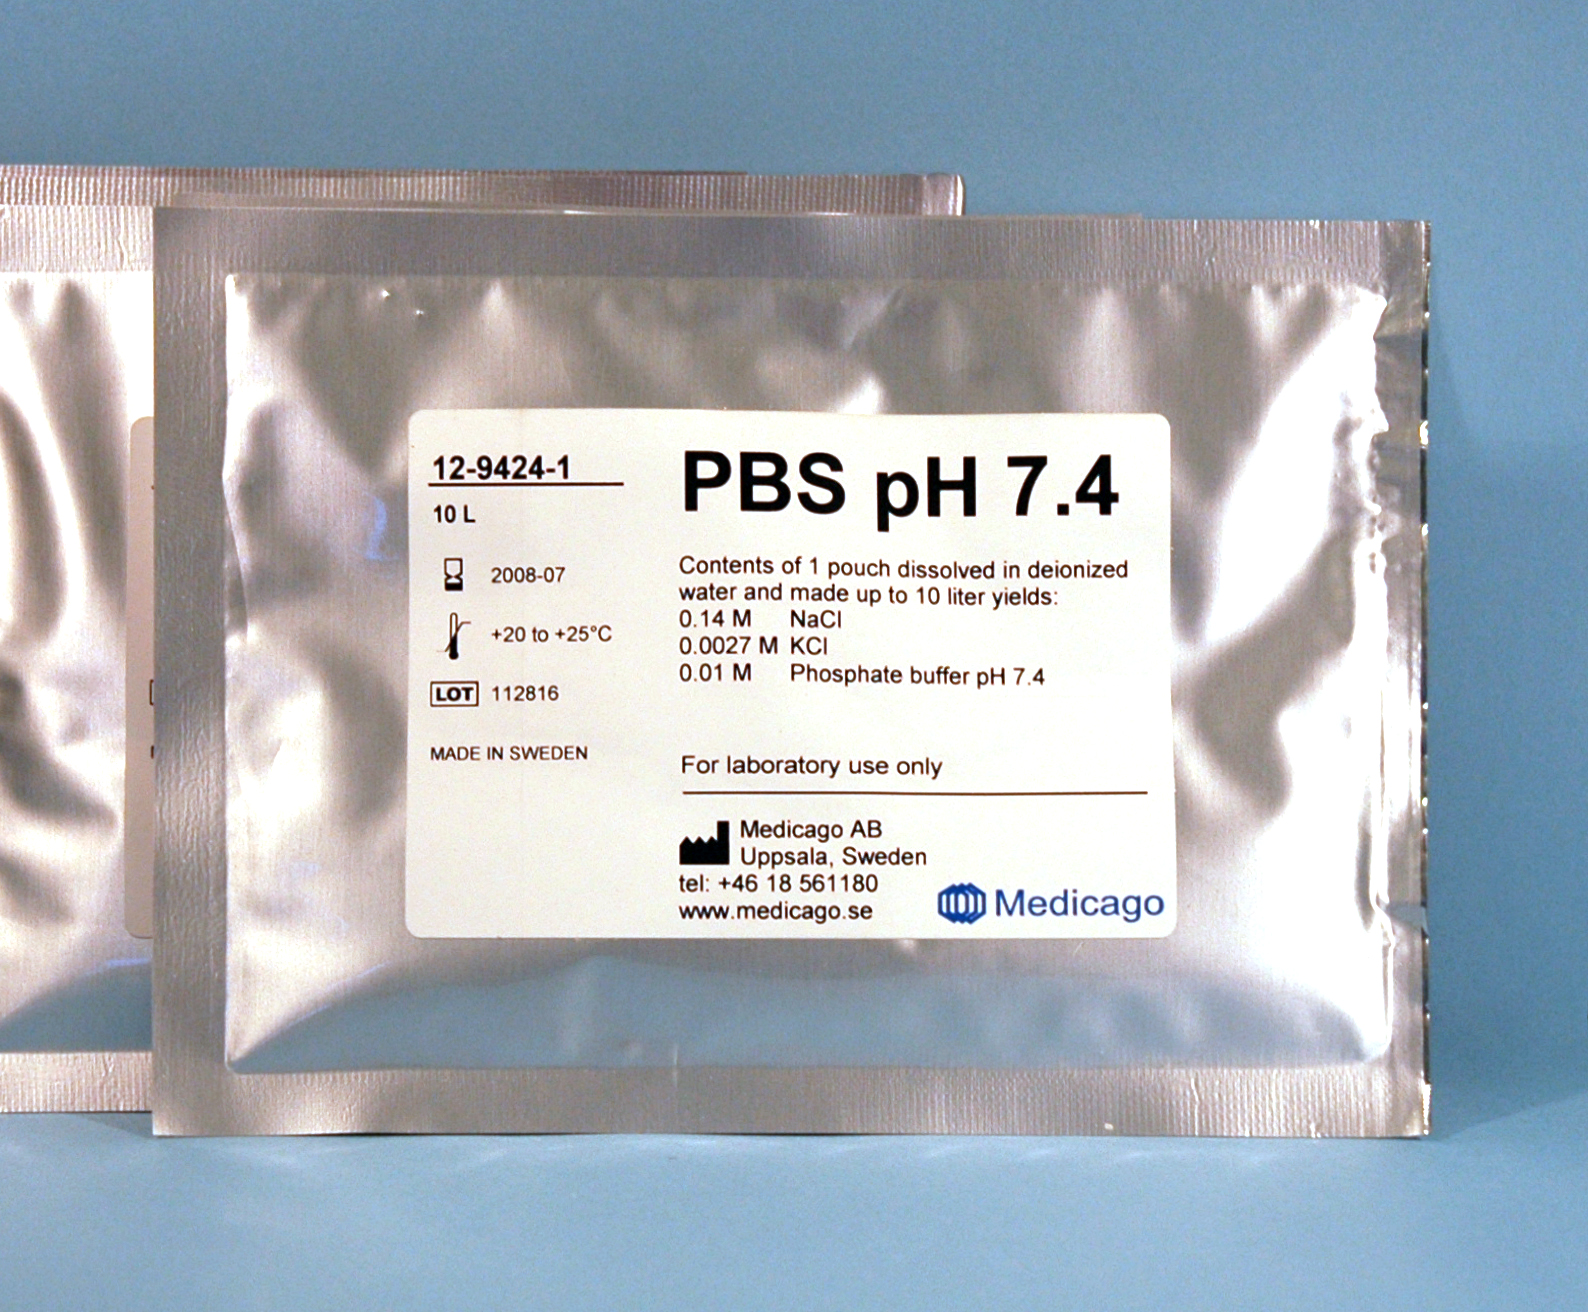 12-9424-1
10 L
2008-07
+20 to +25°C
LOT 112816
MADE IN SWEDEN
PBS pH 7.4
Contents of 1 pouch dissolved in deionized
water and made up to 10 liter yields:
0.14 M NaCl
0.0027 M KCl
0.01 M Phosphate buffer pH 7.4
For laboratory use only
Medicago AB
Uppsala, Sweden
tel: +46 18 561180
www.medicago.se
Medicago